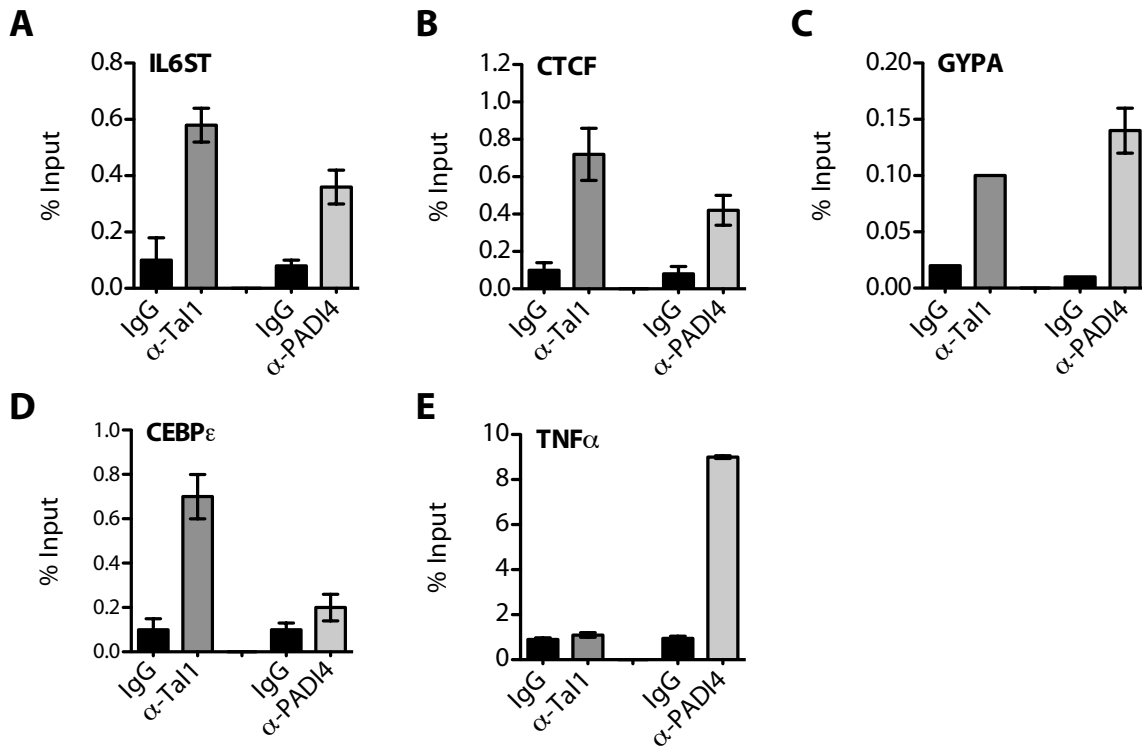 A
IL6ST
% Input
0.8
0.6
0.4
0.2
0.0
IgG
α-Tal1
IgG
α-PADI4
B
CTCF
% Input
1.2
1.0
0.8
0.6
0.4
0.2
0.0
IgG
α-Tal1
IgG
α-PADI4
C
GYPA
% Input
0.20
0.15
0.10
0.05
0.00
IgG
α-Tal1
IgG
α-PADI4
D
CEBPε
% Input
1.0
0.8
0.6
0.4
0.2
0.0
IgG
α-Tal1
IgG
α-PADI4
E
TNFα
% Input
10
8
6
4
2
0
IgG
α-Tal1
IgG
α-PADI4